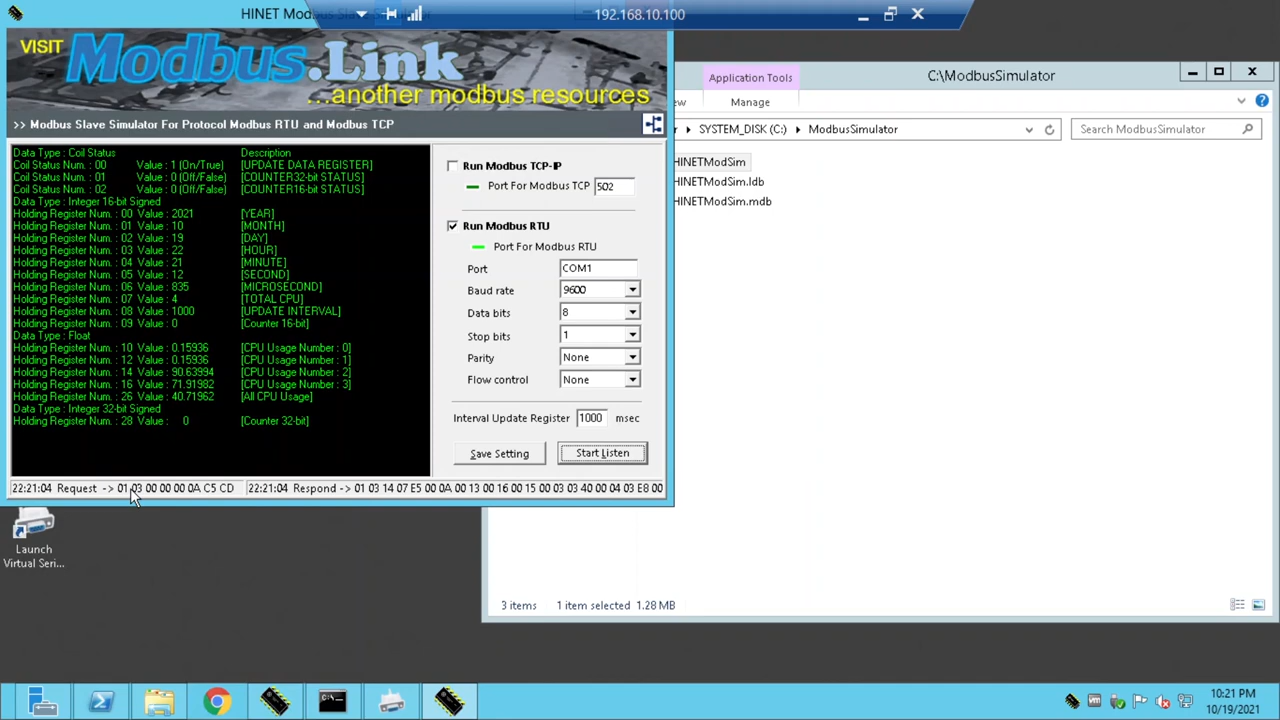 HINET Modbus Slave Simulator
192.168.10.100
VISIT Modbus.Link
...another modbus resources
>> Modbus Slave Simulator For Protocol Modbus RTU and Modbus TCP
Data Type : Coil Status Description
Coil Status Num. : 00 Value : 1 (On/True) [UPDATE DATA REGISTER]
Coil Status Num. : 01 Value : 0 (Off/False) [COUNTER32-bit STATUS]
Coil Status Num. : 02 Value : 0 (Off/False) [COUNTER16-bit STATUS]
Data Type : Integer 16-bit Signed
Holding Register Num. : 00 Value : 2021 [YEAR]
Holding Register Num. : 01 Value : 10 [MONTH]
Holding Register Num. : 02 Value : 19 [DAY]
Holding Register Num. : 03 Value : 22 [HOUR]
Holding Register Num. : 04 Value : 21 [MINUTE]
Holding Register Num. : 05 Value : 12 [SECOND]
Holding Register Num. : 06 Value : 835 [MICROSECOND]
Holding Register Num. : 07 Value : 4 [TOTAL CPU]
Holding Register Num. : 08 Value : 1000 [UPDATE INTERVAL]
Holding Register Num. : 09 Value : 0 [Counter 16-bit]
Data Type : Float
Holding Register Num. : 10 Value : 0.15936 [CPU Usage Number : 0]
Holding Register Num. : 12 Value : 0.15936 [CPU Usage Number : 1]
Holding Register Num. : 14 Value : 90.63994 [CPU Usage Number : 2]
Holding Register Num. : 16 Value : 71.91982 [CPU Usage Number : 3]
Holding Register Num. : 26 Value : 40.71962 [All CPU Usage]
Data Type : Integer 32-bit Signed
Holding Register Num. : 28 Value : 0 [Counter 32-bit]
Run Modbus TCP-IP
Port For Modbus TCP 502
Run Modbus RTU
Port For Modbus RTU
Port COM1
Baud rate 9600
Data bits 8
Stop bits 1
Parity None
Flow control None
Interval Update Register 1000 msec
Save Setting Start Listen
22:21:04 Request -> 01 03 00 00 00 0A C5 CD 22:21:04 Respond -> 01 03 14 07 E5 00 0A 00 13 00 16 00 15 00 03 03 40 00 04 03 E8 00
Application Tools C:\ModbusSimulator
Manage
SYSTEM_DISK (C:) ModbusSimulator Search ModbusSimulator
HINETModSim
HINETModSim.ldb
HINETModSim.mdb
3 items 1 item selected 1.28 MB
Launch
Virtual Seri...
10:21 PM
10/19/2021